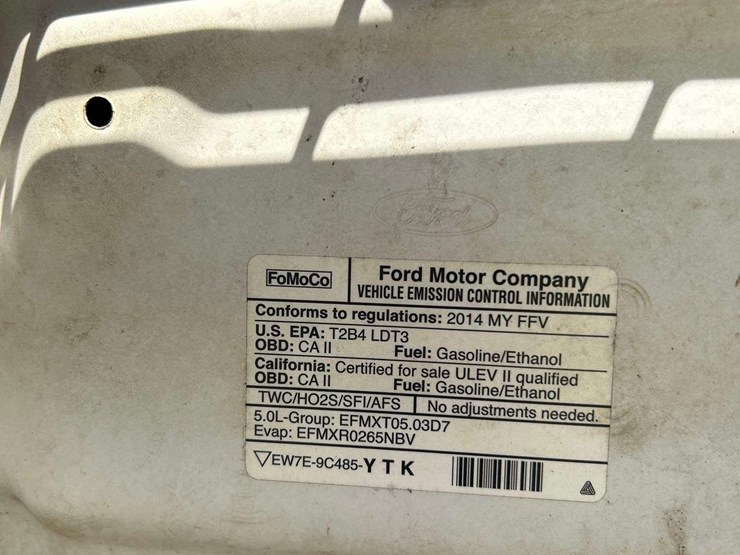 Ford
FoMoCo
Ford Motor Company
VEHICLE EMISSION CONTROL INFORMATION
Conforms to regulations: 2014 MY FFV
U.S. EPA: T2B4 LDT3
OBD: CA II Fuel: Gasoline/Ethanol
California: Certified for sale ULEV II qualified
OBD: CA II Fuel: Gasoline/Ethanol
TWC/HO2S/SFI/AFS No adjustments needed.
5.0L-Group: EFMXT05.03D7
Evap: EFMXR0265NBV
EW7E-9C485-Y T K